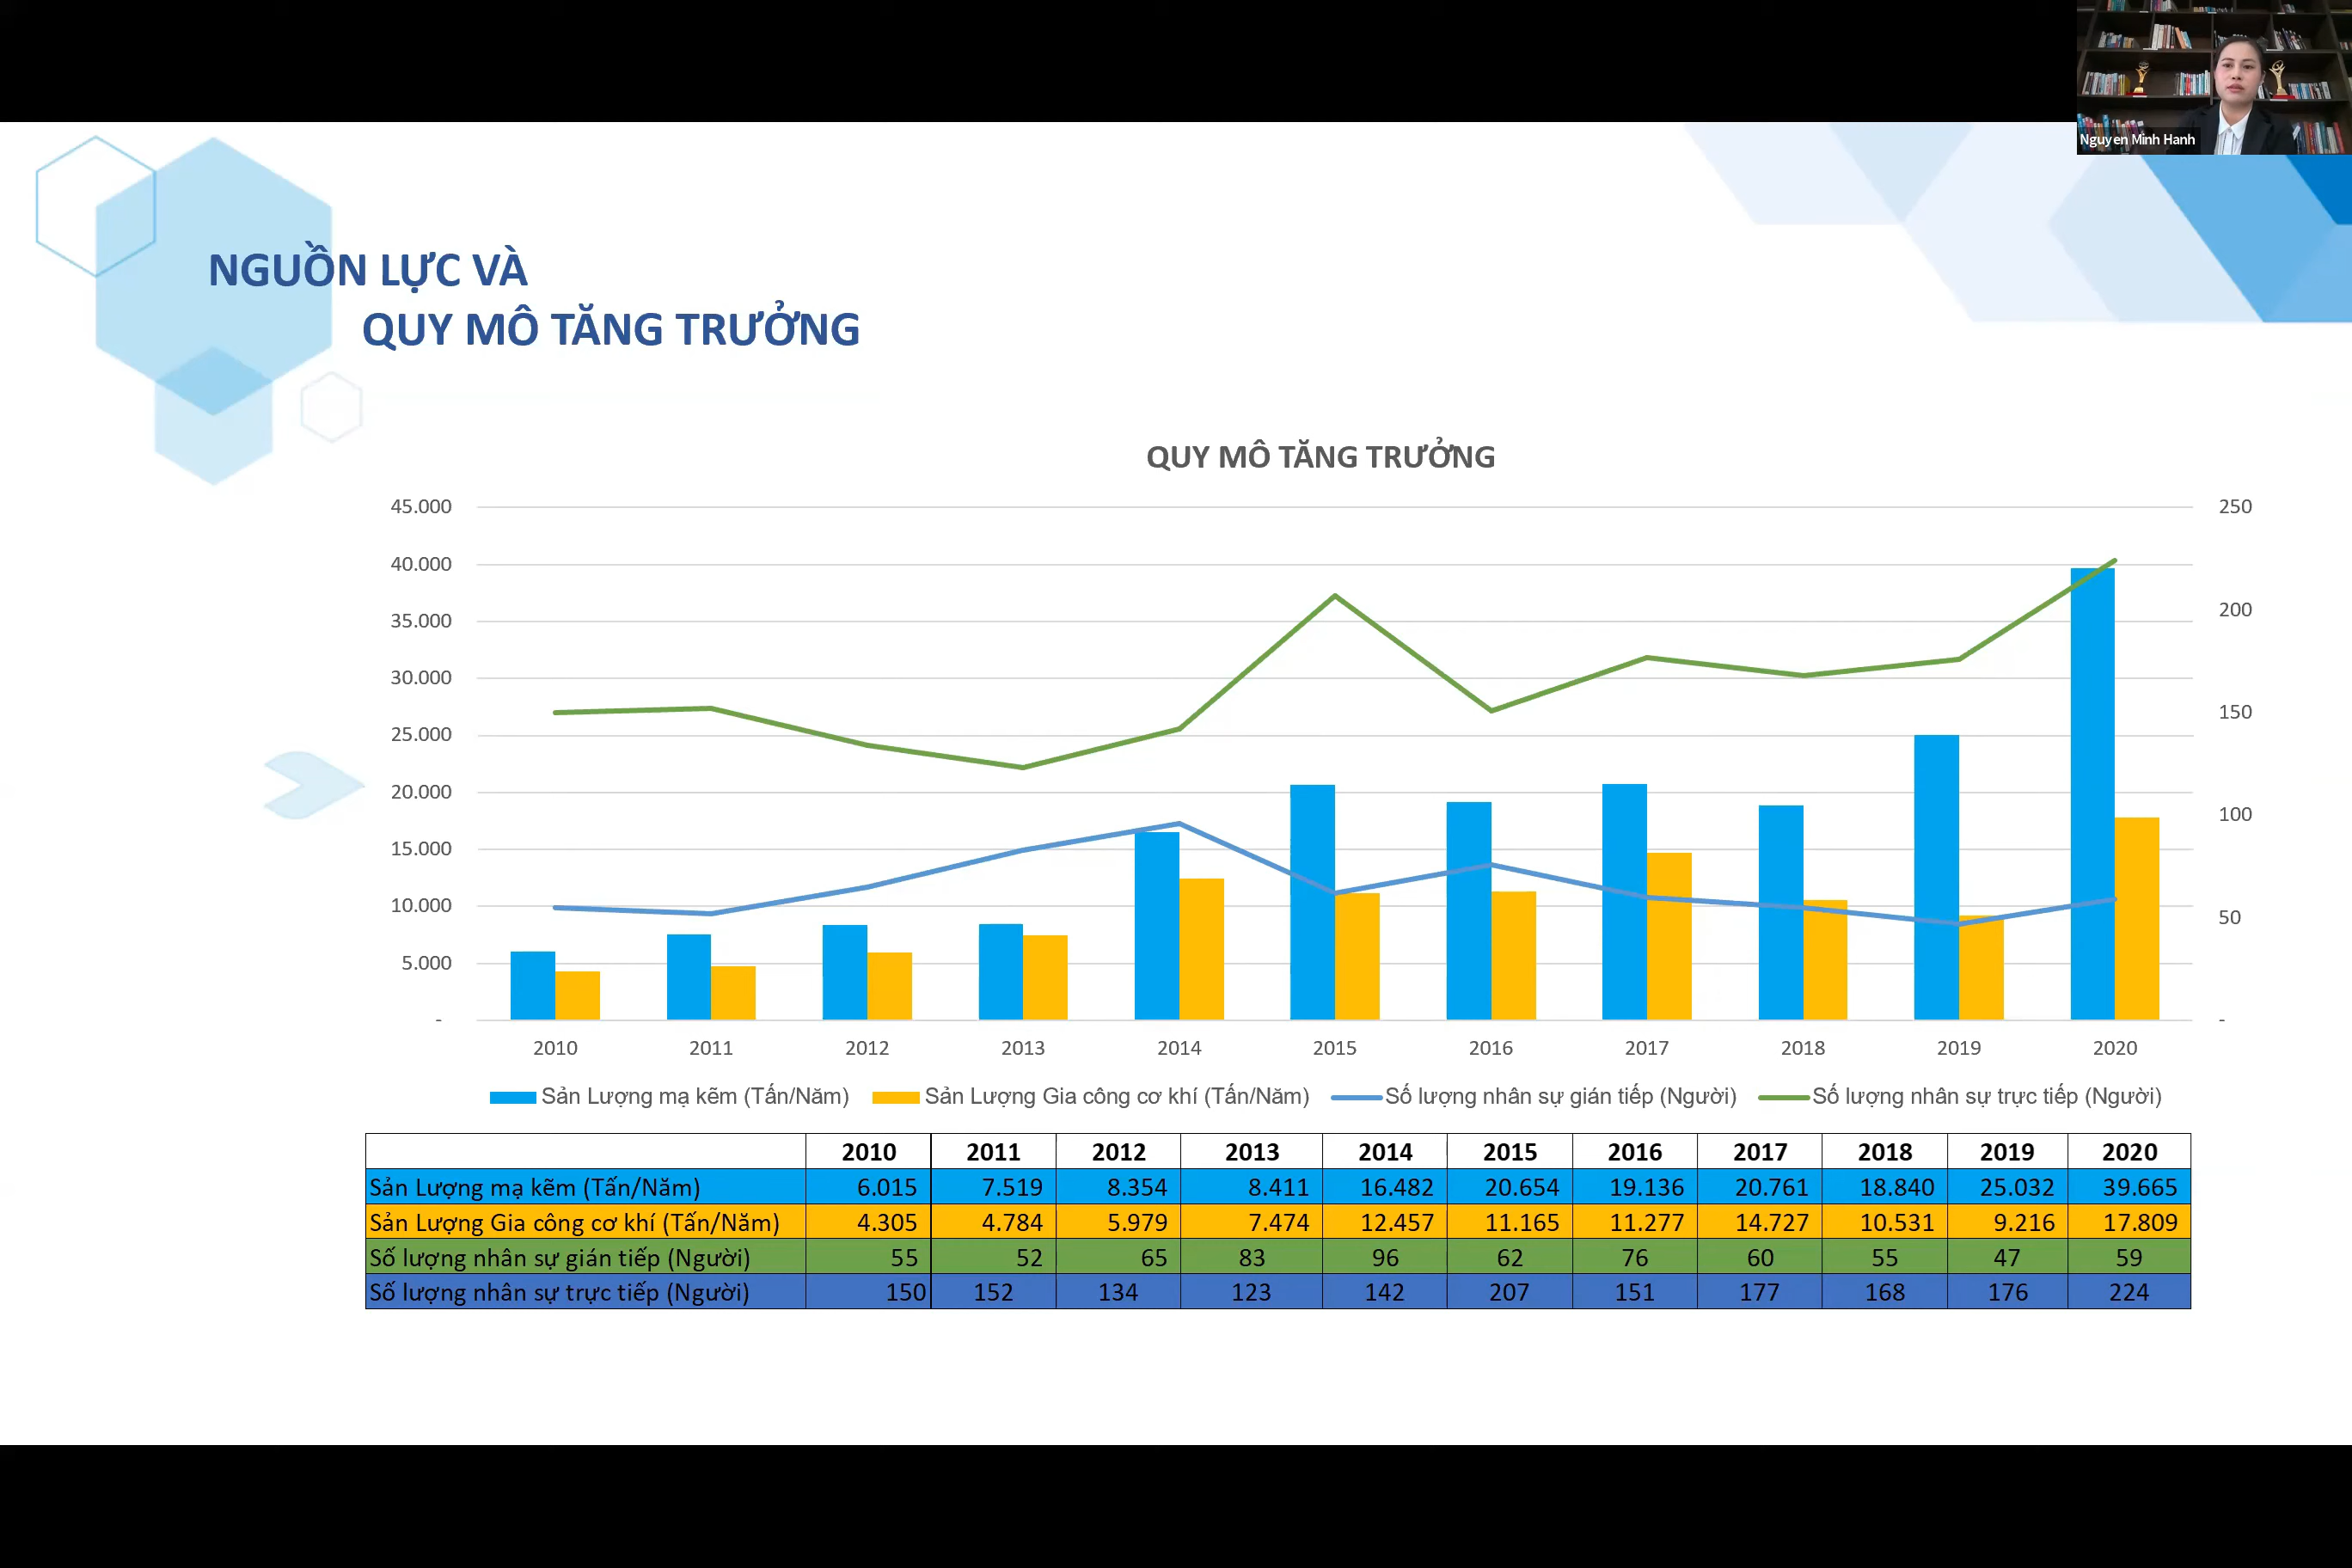 Nguyen Minh Hanh
NGUỒN LỰC VÀ
QUY MÔ TĂNG TRƯỞNG
QUY MÔ TĂNG TRƯỞNG
45.000 250
40.000
35.000 200
30.000
25.000 150
20.000
15.000 100
10.000
5.000 50
- -
2010 2011 2012 2013 2014 2015 2016 2017 2018 2019 2020
Sản Lượng mạ kẽm (Tấn/Năm) Sản Lượng Gia công cơ khí (Tấn/Năm) Số lượng nhân sự gián tiếp (Người) Số lượng nhân sự trực tiếp (Người)
2010 2011 2012 2013 2014 2015 2016 2017 2018 2019 2020
Sản Lượng mạ kẽm (Tấn/Năm) 6.015 7.519 8.354 8.411 16.482 20.654 19.136 20.761 18.840 25.032 39.665
Sản Lượng Gia công cơ khí (Tấn/Năm) 4.305 4.784 5.979 7.474 12.457 11.165 11.277 14.727 10.531 9.216 17.809
Số lượng nhân sự gián tiếp (Người) 55 52 65 83 96 62 76 60 55 47 59
Số lượng nhân sự trực tiếp (Người) 150 152 134 123 142 207 151 177 168 176 224